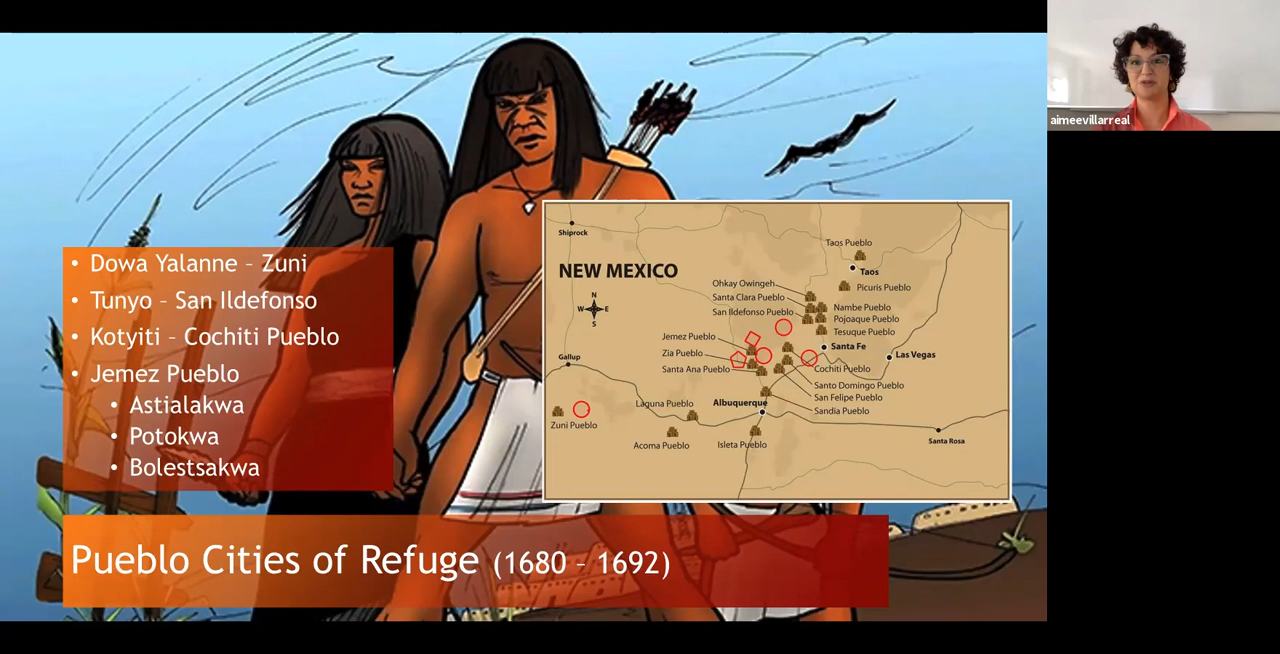 aimeevillarreal
• Dowa Yalanne – Zuni
• Tunyo – San Ildefonso
• Kotyiti – Cochiti Pueblo
• Jemez Pueblo
• Astialakwa
• Potokwa
• Bolestsakwa
Shiprock
NEW MEXICO
N
W E
S
Taos Pueblo
Taos
Picuris Pueblo
Ohkay Owingeh
Santa Clara Pueblo
San Ildefonso Pueblo
Nambe Pueblo
Pojoaque Pueblo
Tesuque Pueblo
Jemez Pueblo
Zia Pueblo
Santa Ana Pueblo
Santa Fe
Las Vegas
Cochiti Pueblo
Santo Domingo Pueblo
San Felipe Pueblo
Sandia Pueblo
Gallup
Zuni Pueblo
Laguna Pueblo
Albuquerque
Acoma Pueblo
Isleta Pueblo
Santa Rosa
Pueblo Cities of Refuge (1680 – 1692)